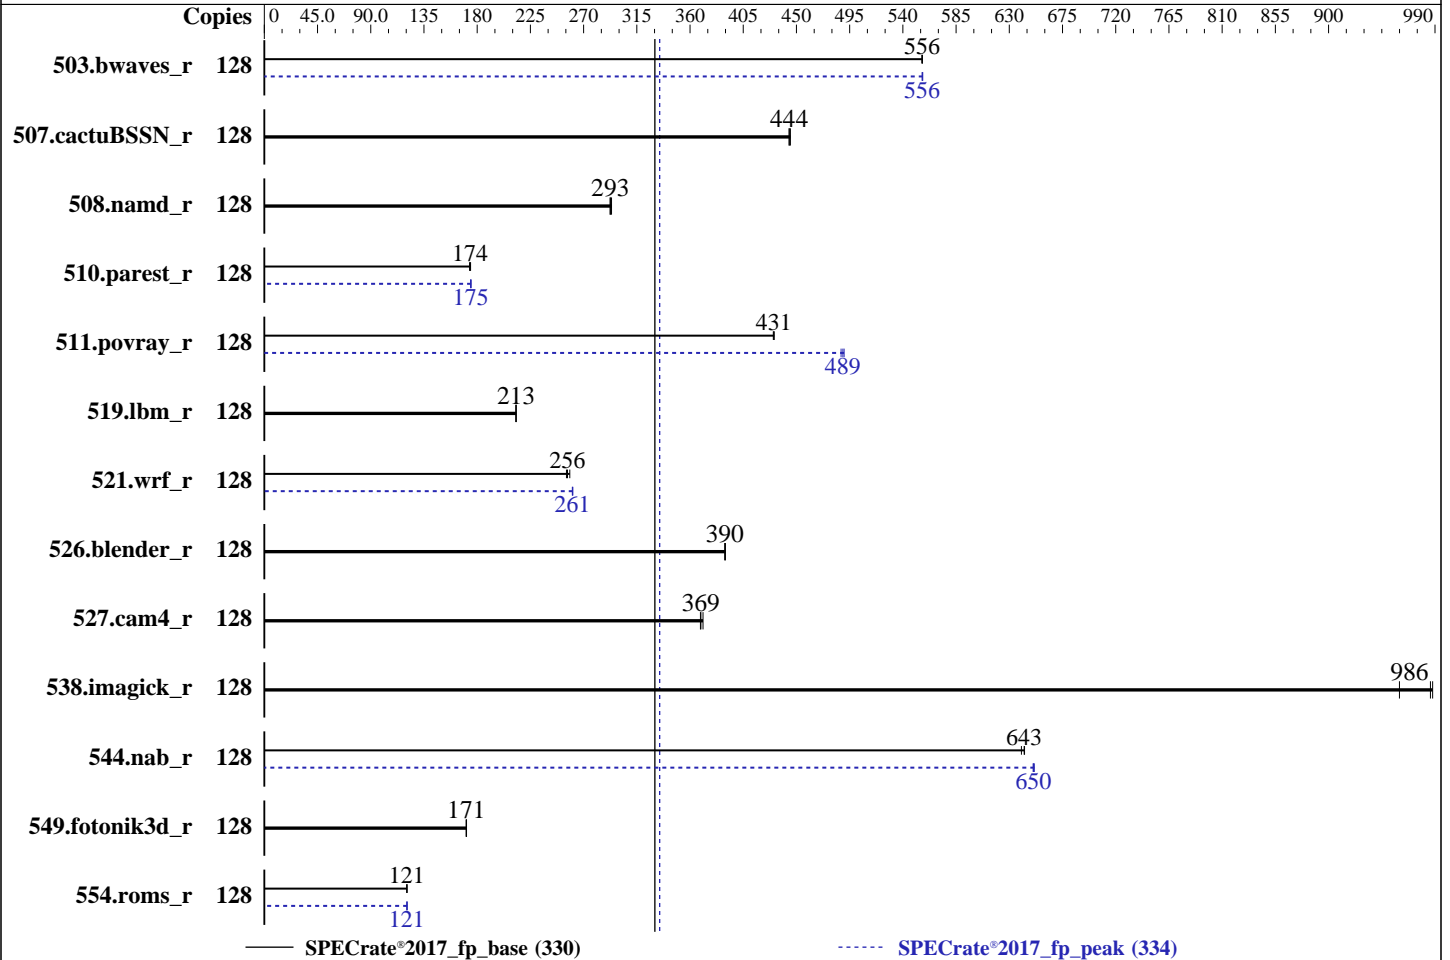 Copies 0 45.0 90.0 135 180 225 270 315 360 405 450 495 540 585 630 675 720 765 810 855 900 990
503.bwaves_r 128 556
556
507.cactuBSSN_r 128 444
508.namd_r 128 293
510.parest_r 128 174
175
511.povray_r 128 431
489
519.lbm_r 128 213
521.wrf_r 128 256
261
526.blender_r 128 390
527.cam4_r 128 369
538.imagick_r 128 986
544.nab_r 128 643
650
549.fotonik3d_r 128 171
554.roms_r 128 121
121
SPECrate®2017_fp_base (330) SPECrate®2017_fp_peak (334)